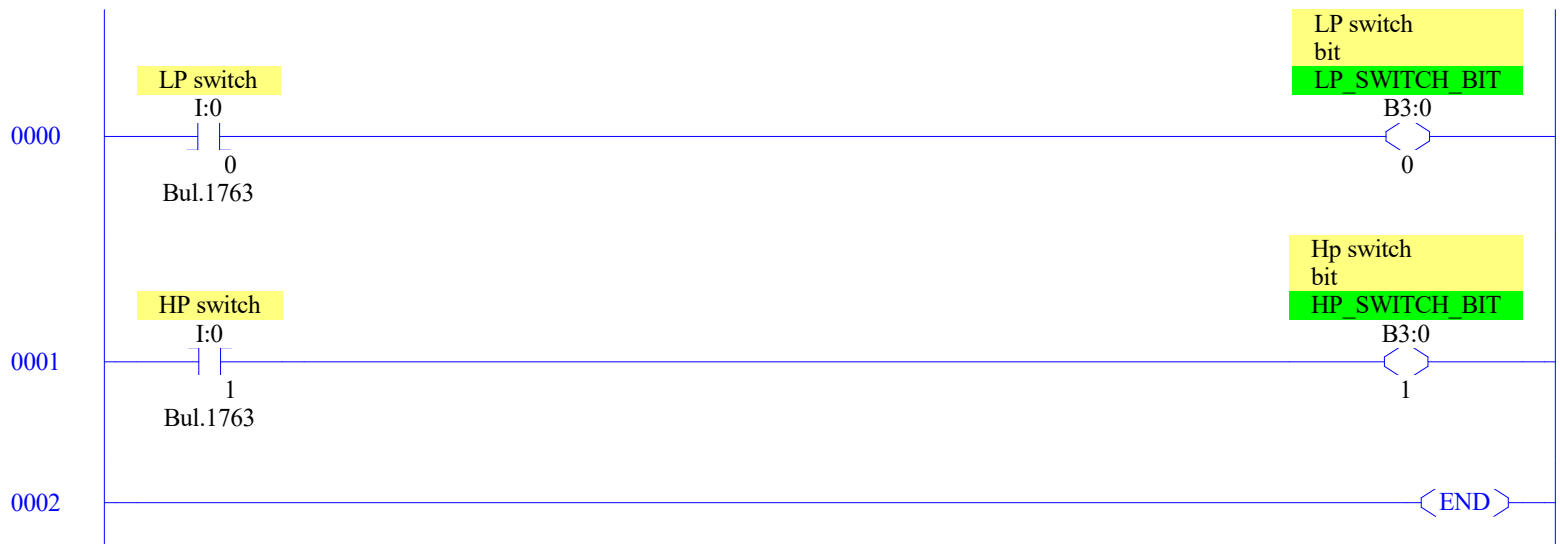 LP switch
bit
LP switch
LP_SWITCH_BIT
I:0
B3:0
0000
0
0
Bul.1763
Hp switch
bit
HP switch
HP_SWITCH_BIT
I:0
B3:0
0001
1
1
Bul.1763
0002
END